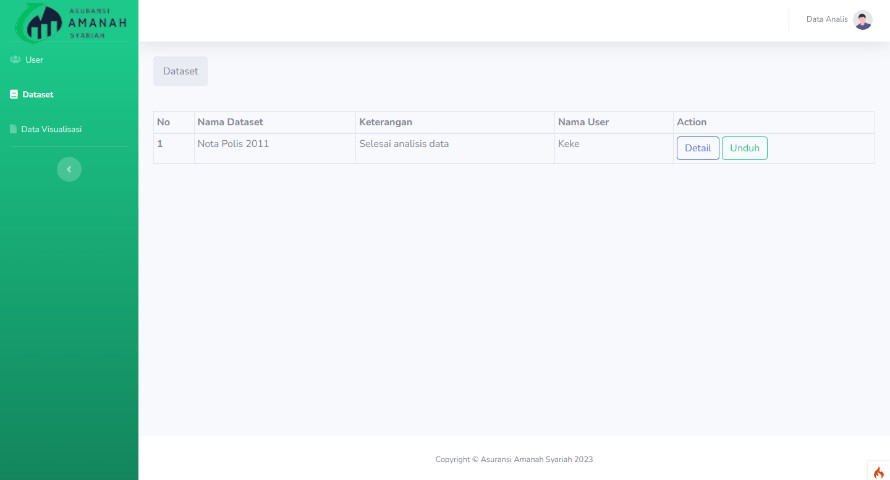 ASURANSI
AMANAH
SYARIAH
Data Analis
User
Dataset
Data Visualisasi
Dataset
No Nama Dataset Keterangan Nama User Action
1 Nota Polis 2011 Selesai analisis data Keke Detail Unduh
Copyright © Asuransi Amanah Syariah 2023